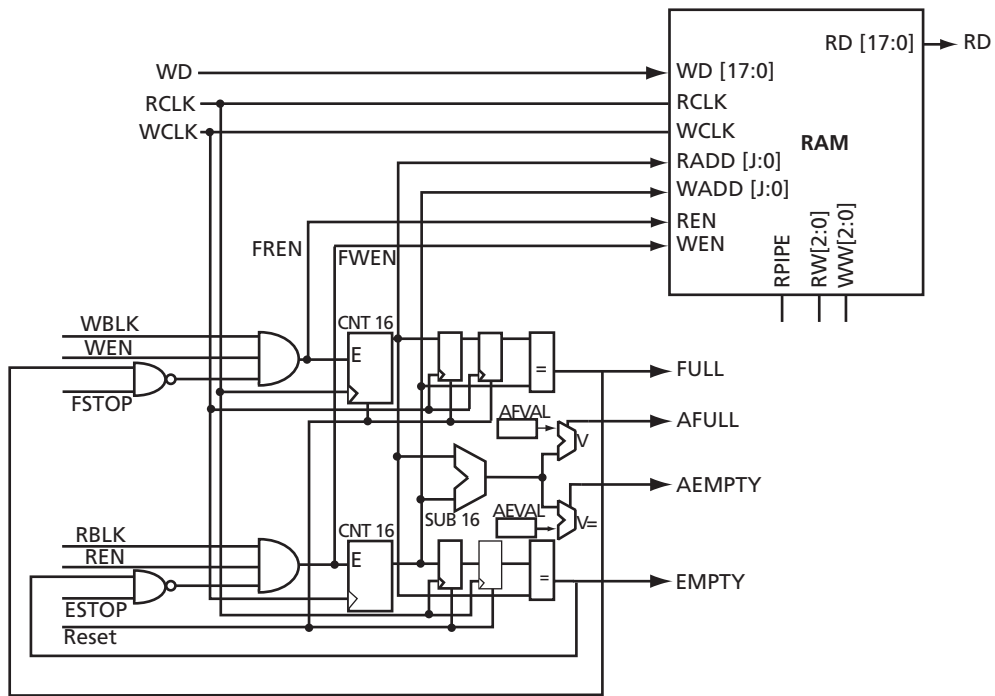 RD [17:0]
RD
WD
WD [17:0]
RCLK
RCLK
WCLK
WCLK
RAM
RADD [J:0]
WADD [J:0]
REN
FREN
FWEN
WEN
RPIPE
RW[2:0]
WW[2:0]
WBLK
CNT 16
WEN
E
=
FULL
FSTOP
AFVAL
AFULL
V
AEMPTY
SUB 16
AEVAL
V=
RBLK
CNT 16
REN
E
=
EMPTY
ESTOP
Reset